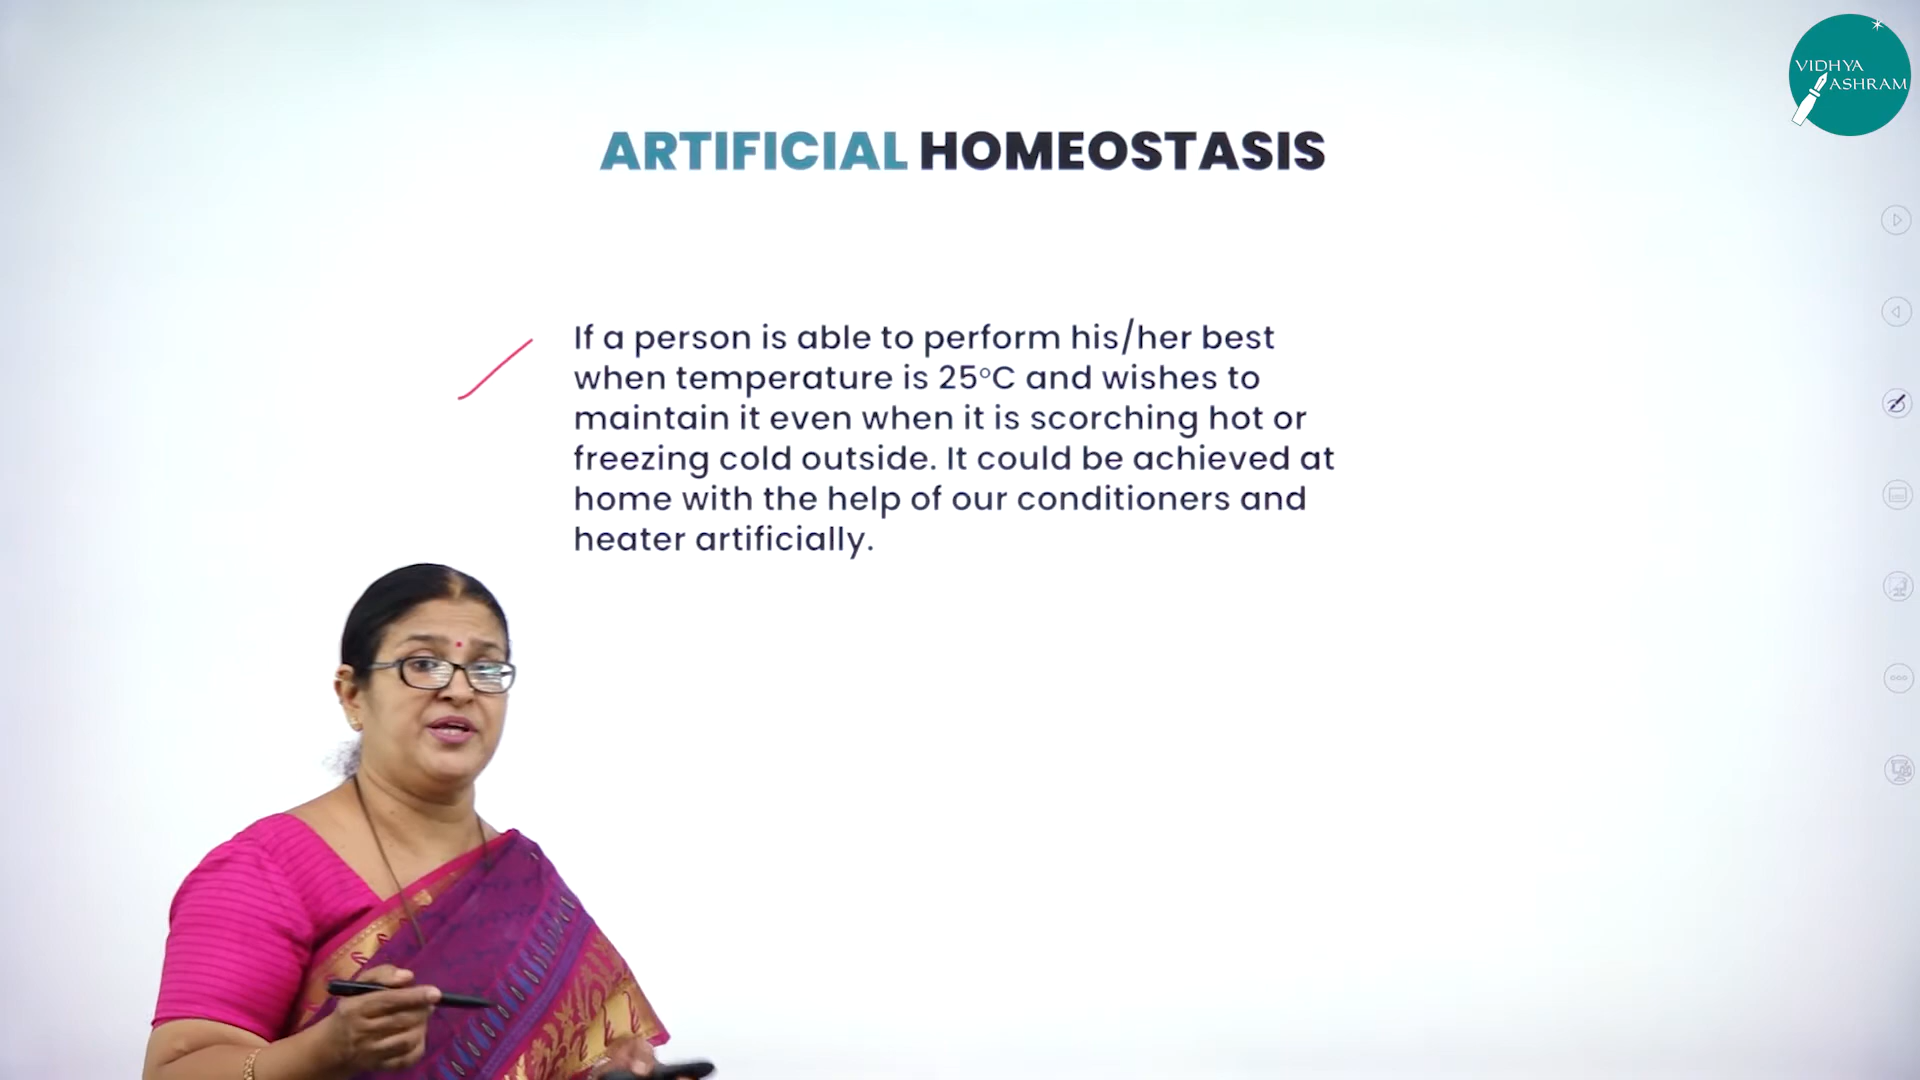 VIDHYA
ASHRAM
ARTIFICIAL HOMEOSTASIS
If a person is able to perform his/her best
when temperature is 25°C and wishes to
maintain it even when it is scorching hot or
freezing cold outside. It could be achieved at
home with the help of our conditioners and
heater artificially.